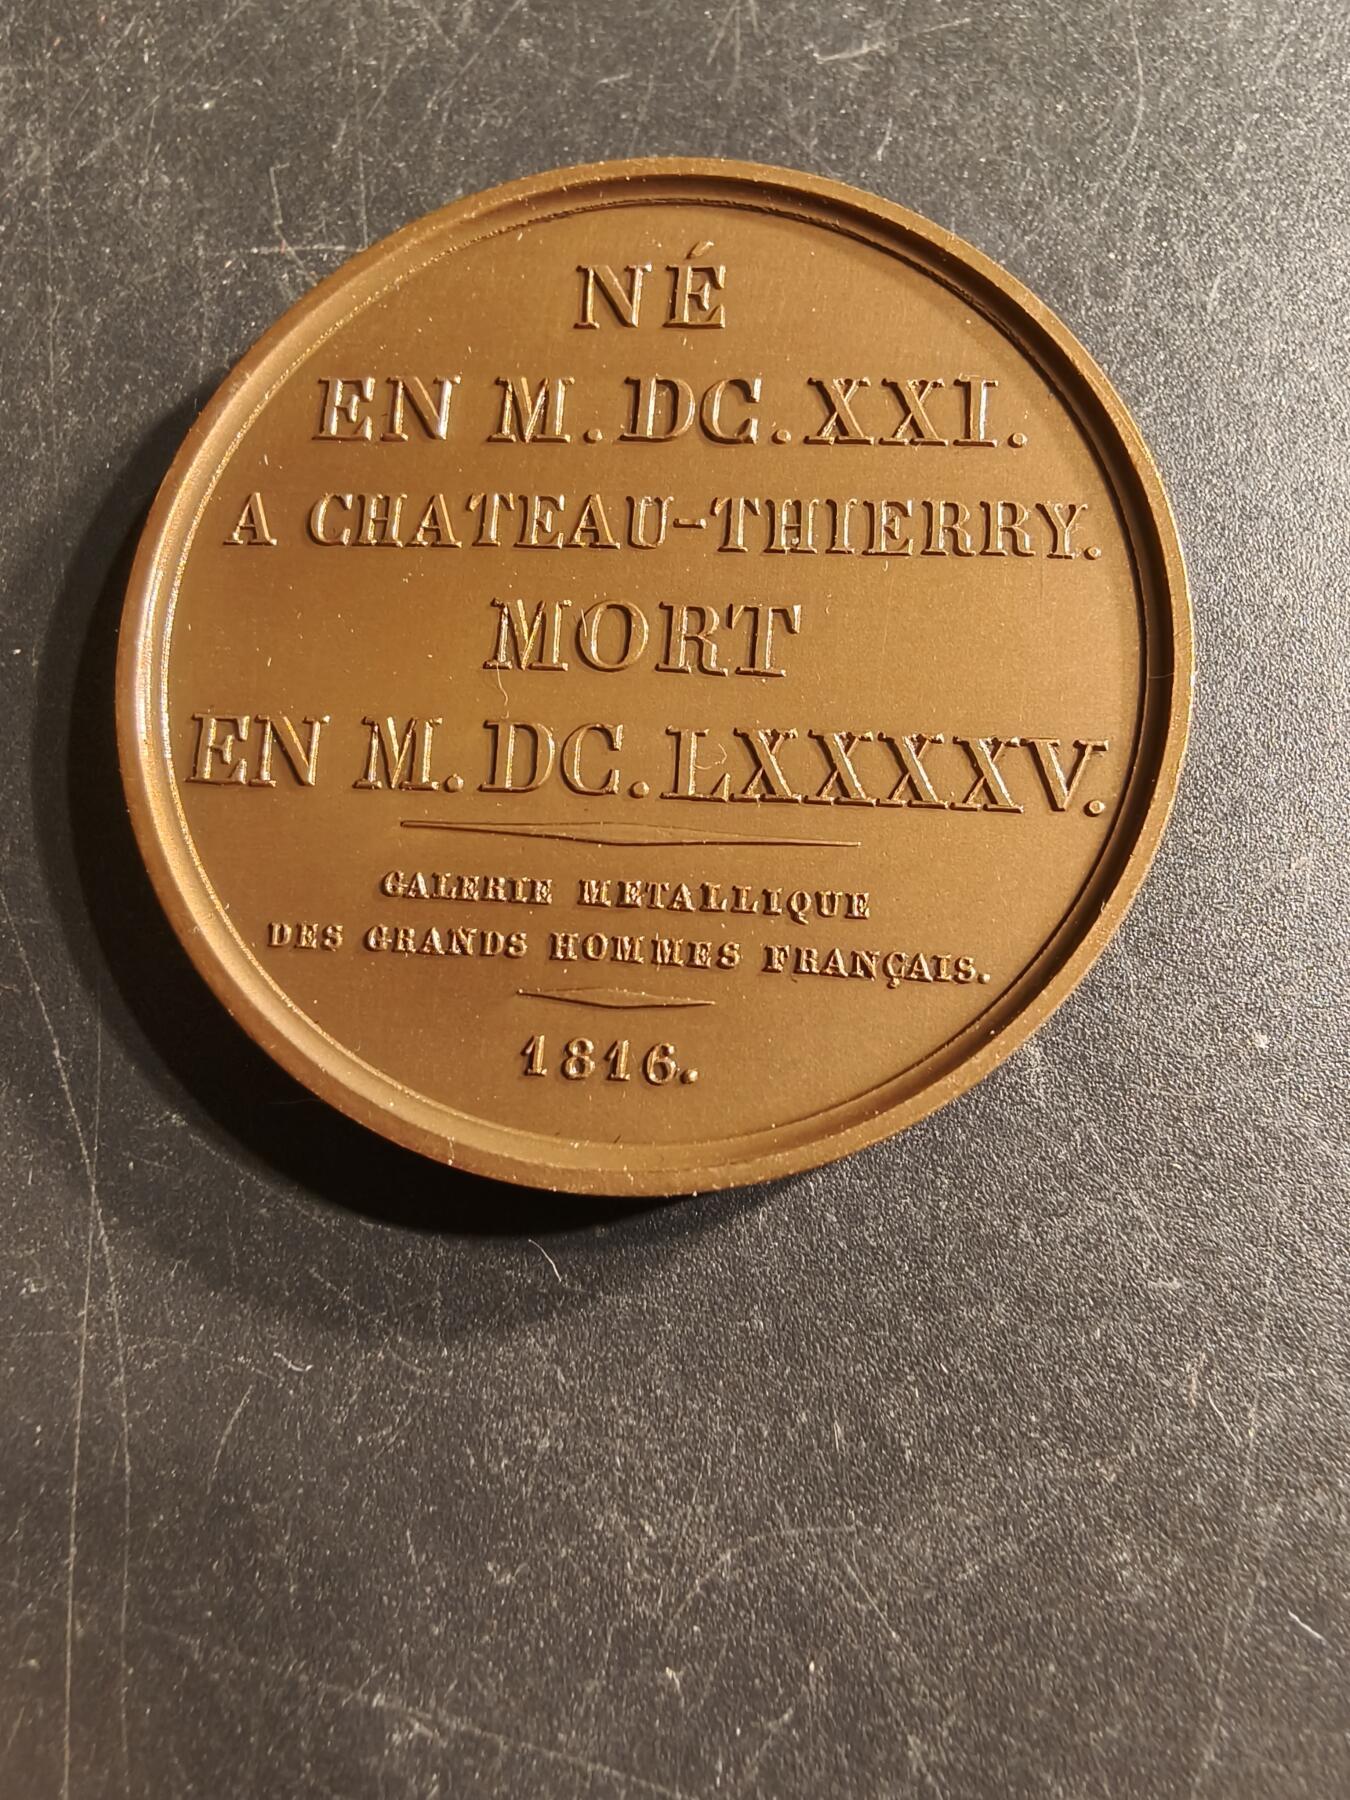 NÉ
EN M.DC.XXI.
A CHATEAU-THIERRY.
MORT
EN M.DC.LXXXXV.
GALERIE METALLIQUE
DES GRANDS HOMMES FRANÇAIS.
1816.